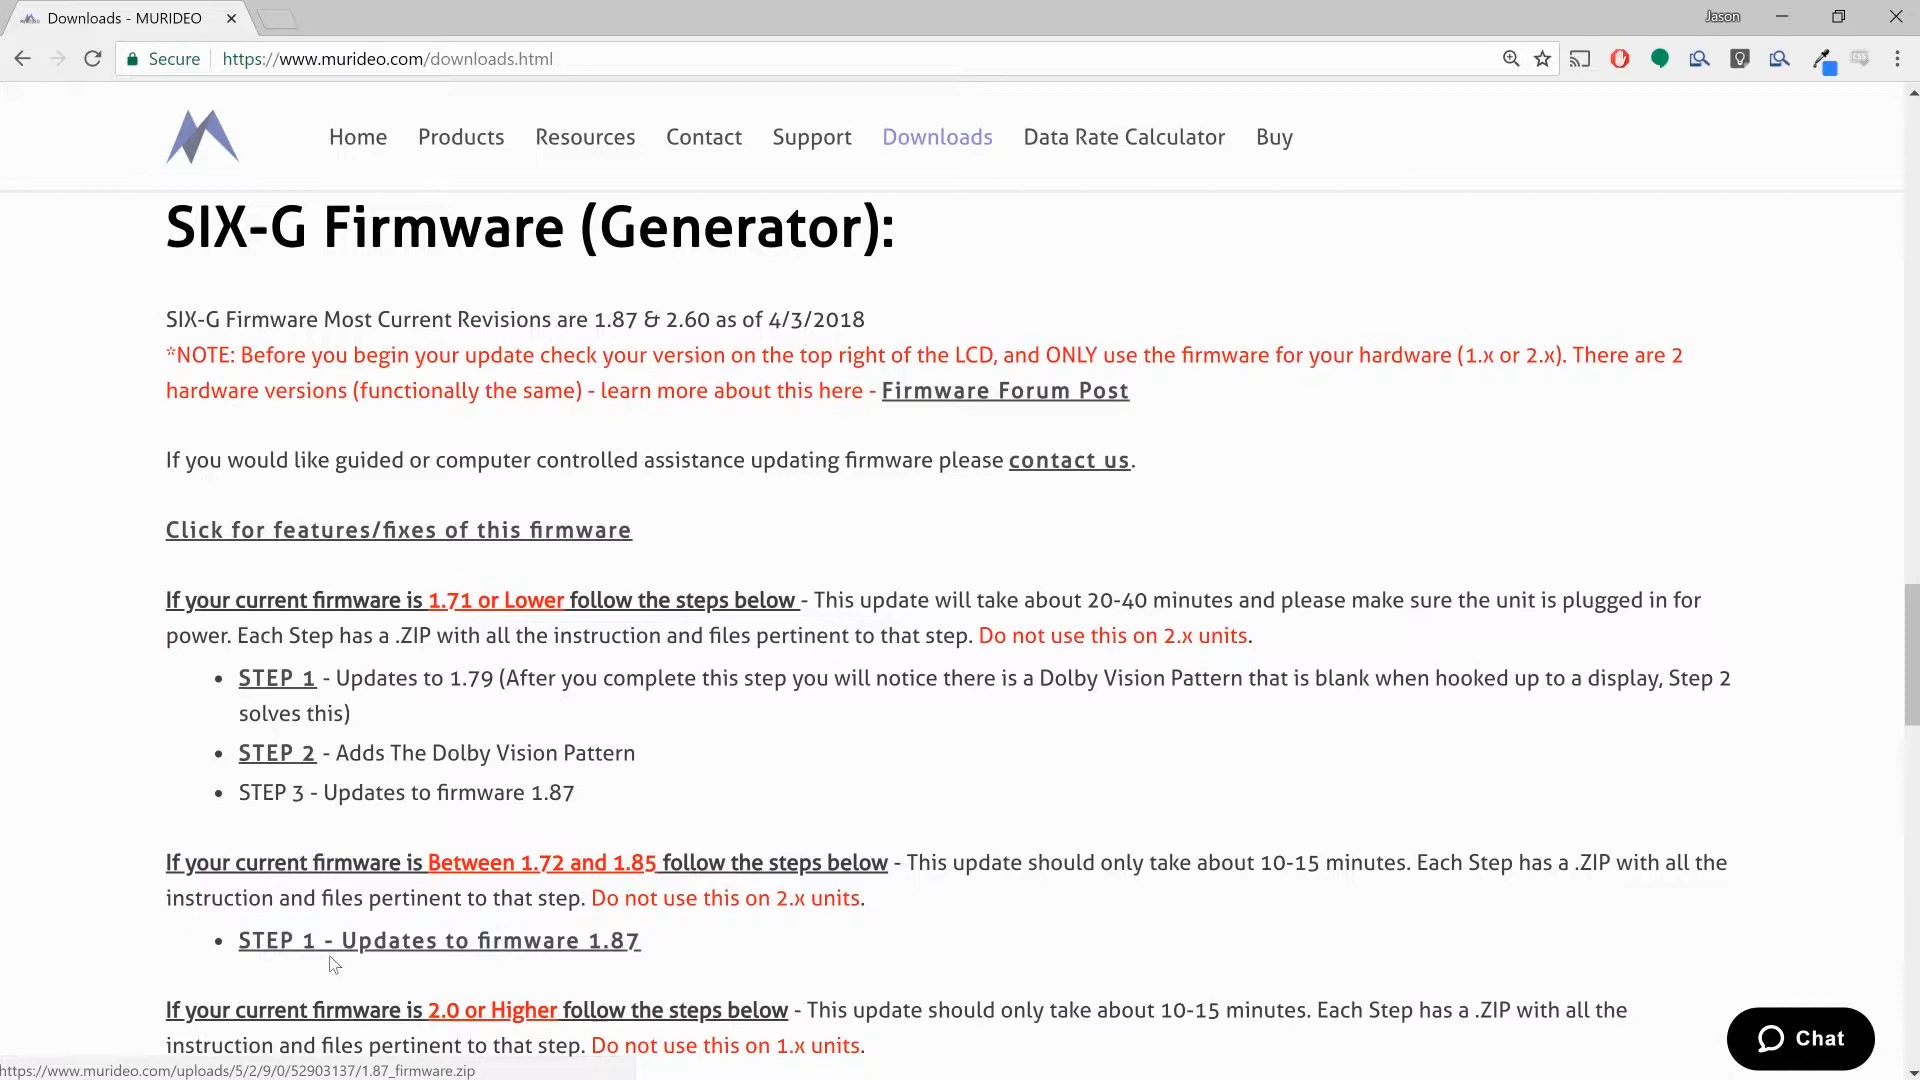 Downloads - MURIDEO
Jason
Secure https://www.murideo.com/downloads.html
Home Products Resources Contact Support Downloads Data Rate Calculator Buy
SIX-G Firmware (Generator):
SIX-G Firmware Most Current Revisions are 1.87 & 2.60 as of 4/3/2018
*NOTE: Before you begin your update check your version on the top right of the LCD, and ONLY use the firmware for your hardware (1.x or 2.x). There are 2
hardware versions (functionally the same) - learn more about this here - Firmware Forum Post
If you would like guided or computer controlled assistance updating firmware please contact us.
Click for features/fixes of this firmware
If your current firmware is 1.71 or Lower follow the steps below - This update will take about 20-40 minutes and please make sure the unit is plugged in for
power. Each Step has a .ZIP with all the instruction and files pertinent to that step. Do not use this on 2.x units.
• STEP 1 - Updates to 1.79 (After you complete this step you will notice there is a Dolby Vision Pattern that is blank when hooked up to a display, Step 2
solves this)
• STEP 2 - Adds The Dolby Vision Pattern
• STEP 3 - Updates to firmware 1.87
If your current firmware is Between 1.72 and 1.85 follow the steps below - This update should only take about 10-15 minutes. Each Step has a .ZIP with all the
instruction and files pertinent to that step. Do not use this on 2.x units.
• STEP 1 - Updates to firmware 1.87
If your current firmware is 2.0 or Higher follow the steps below - This update should only take about 10-15 minutes. Each Step has a .ZIP with all the
instruction and files pertinent to that step. Do not use this on 1.x units.
Chat
https://www.murideo.com/uploads/5/2/9/0/52903137/1.87_firmware.zip